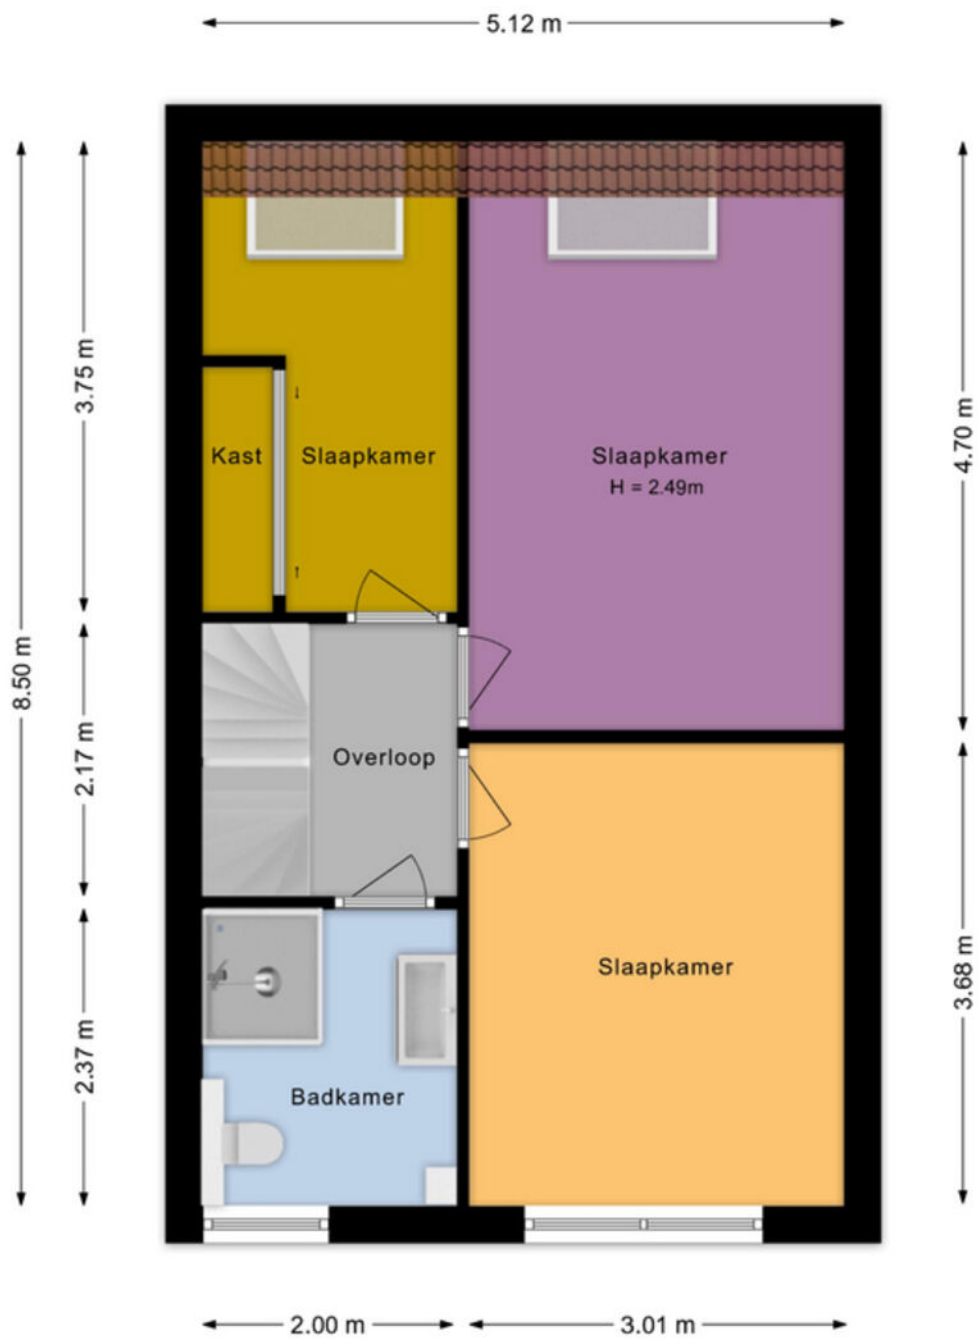 5.12 m
3.75 m
4.70 m
Kast
Slaapkamer
Slaapkamer
H = 2.49m
8.50 m
2.17 m
Overloop
3.68 m
Slaapkamer
2.37 m
Badkamer
2.00 m
3.01 m